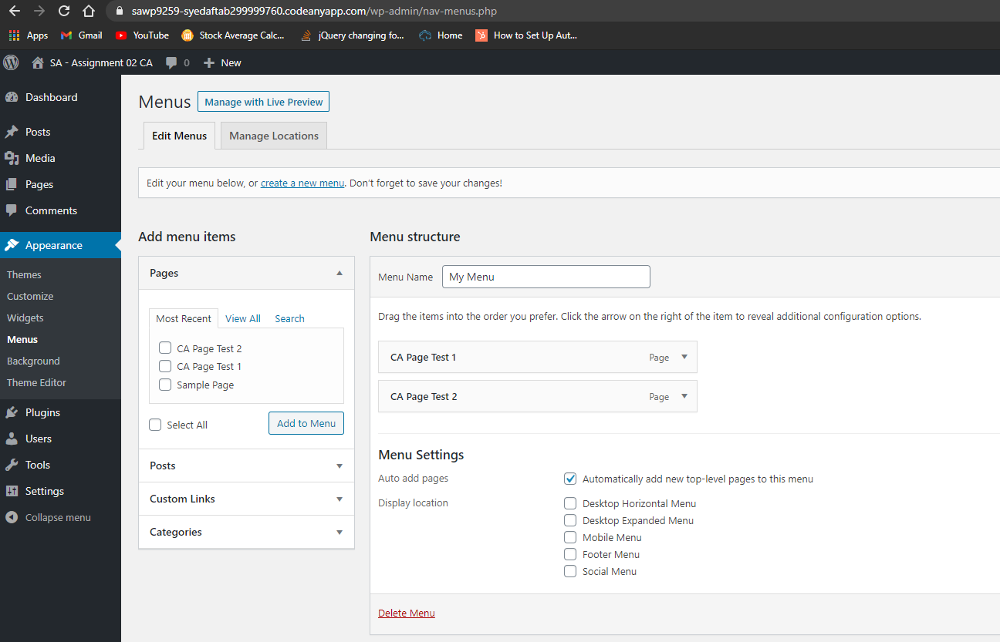 sawp9259-syedaftab299999760.codeanyapp.com/wp-admin/nav-menus.php
Apps Gmail YouTube Stock Average Calc... jQuery changing fo... Home How to Set Up Aut...
SA - Assignment 02 CA 0 New
Dashboard
Posts
Media
Pages
Comments
Appearance
Themes
Customize
Widgets
Menus
Background
Theme Editor
Plugins
Users
Tools
Settings
Collapse menu
Menus Manage with Live Preview
Edit Menus Manage Locations
Edit your menu below, or create a new menu. Don't forget to save your changes!
Add menu items
Pages
Most Recent View All Search
CA Page Test 2
CA Page Test 1
Sample Page
Select All Add to Menu
Posts
Custom Links
Categories
Menu structure
Menu Name My Menu
Drag the items into the order you prefer. Click the arrow on the right of the item to reveal additional configuration options.
CA Page Test 1 Page
CA Page Test 2 Page
Menu Settings
Auto add pages Automatically add new top-level pages to this menu
Display location Desktop Horizontal Menu
Desktop Expanded Menu
Mobile Menu
Footer Menu
Social Menu
Delete Menu